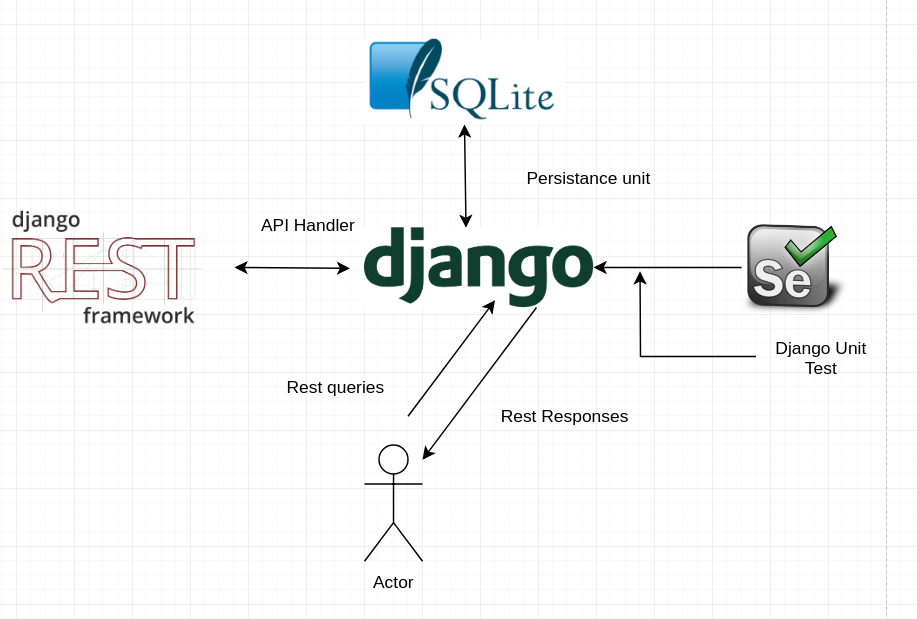 SQLite
Persistance unit
django
REST
framework
API Handler
django
Se
Django Unit
Test
Rest queries
Rest Responses
Actor